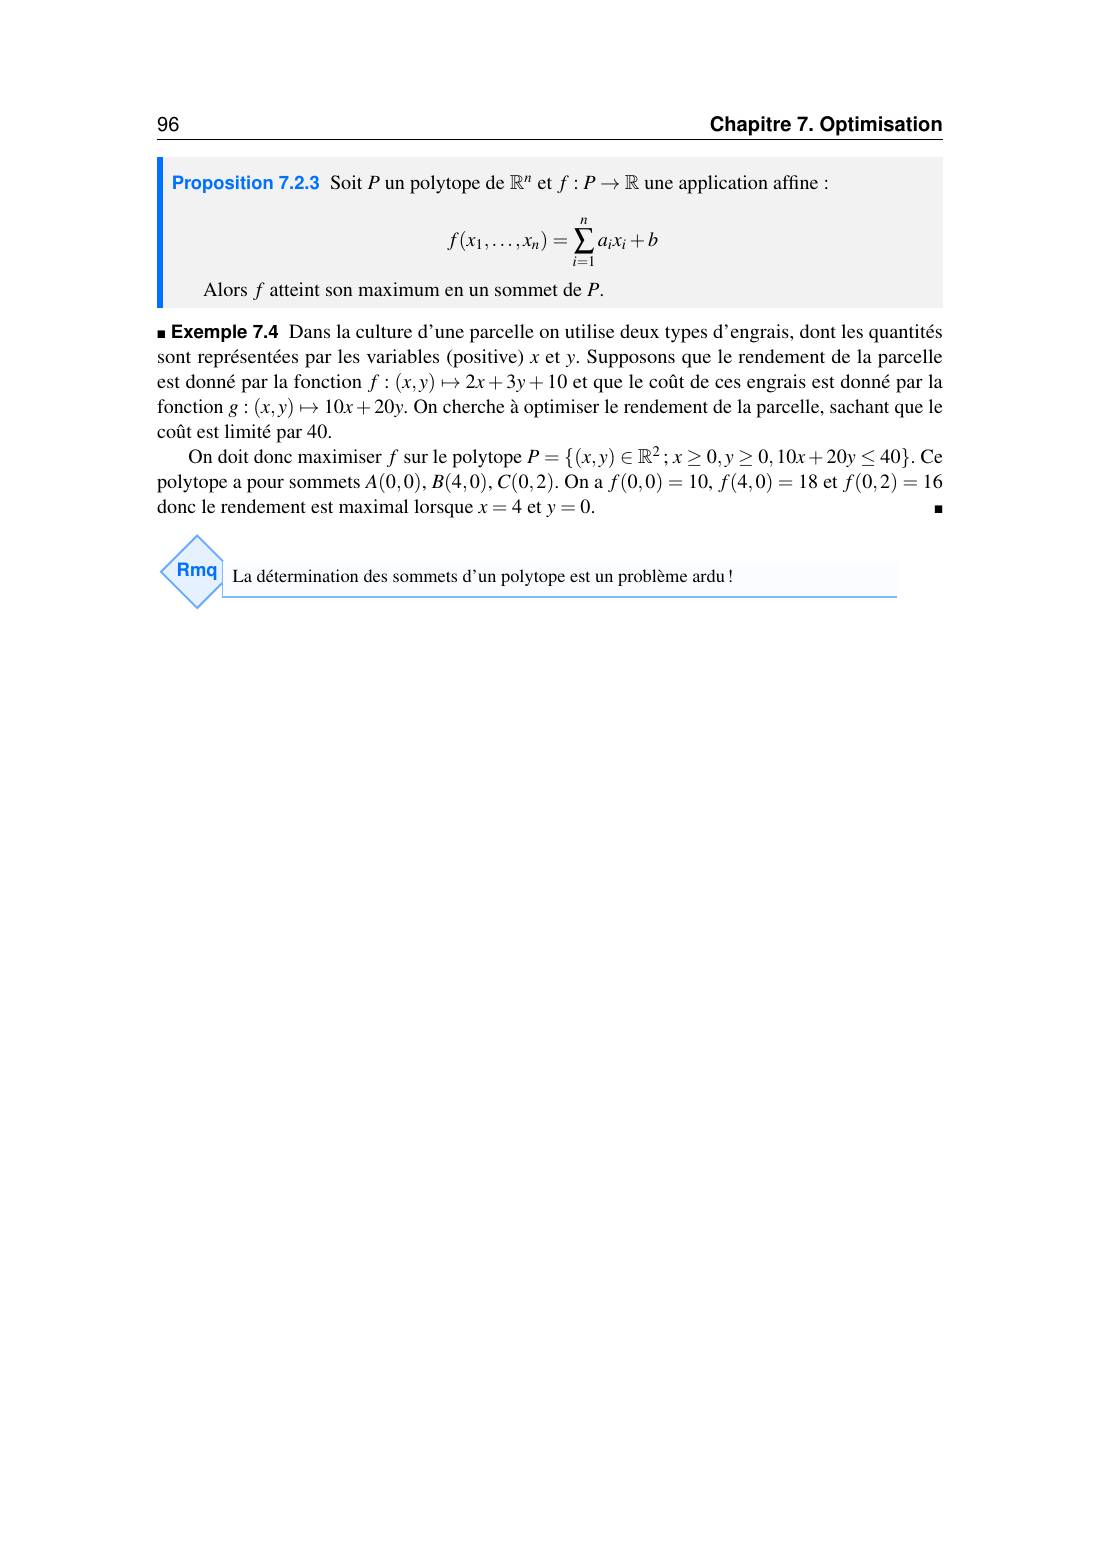 96 Chapitre 7. Optimisation
Proposition 7.2.3 Soit P un polytope de ℝⁿ et f : P → ℝ une application affine :
f(x₁,…,xₙ) = ∑ⁿᵢ₌₁ aᵢxᵢ + b
Alors f atteint son maximum en un sommet de P.
■ Exemple 7.4 Dans la culture d’une parcelle on utilise deux types d’engrais, dont les quantités
sont représentées par les variables (positive) x et y. Supposons que le rendement de la parcelle
est donné par la fonction f : (x,y) ↦ 2x+3y+10 et que le coût de ces engrais est donné par la
fonction g : (x,y) ↦ 10x+20y. On cherche à optimiser le rendement de la parcelle, sachant que le
coût est limité par 40.
On doit donc maximiser f sur le polytope P = {(x,y) ∈ ℝ² ; x ≥ 0, y ≥ 0, 10x+20y ≤ 40}. Ce
polytope a pour sommets A(0,0), B(4,0), C(0,2). On a f(0,0) = 10, f(4,0) = 18 et f(0,2) = 16
donc le rendement est maximal lorsque x = 4 et y = 0. ■
Rmq La détermination des sommets d’un polytope est un problème ardu !